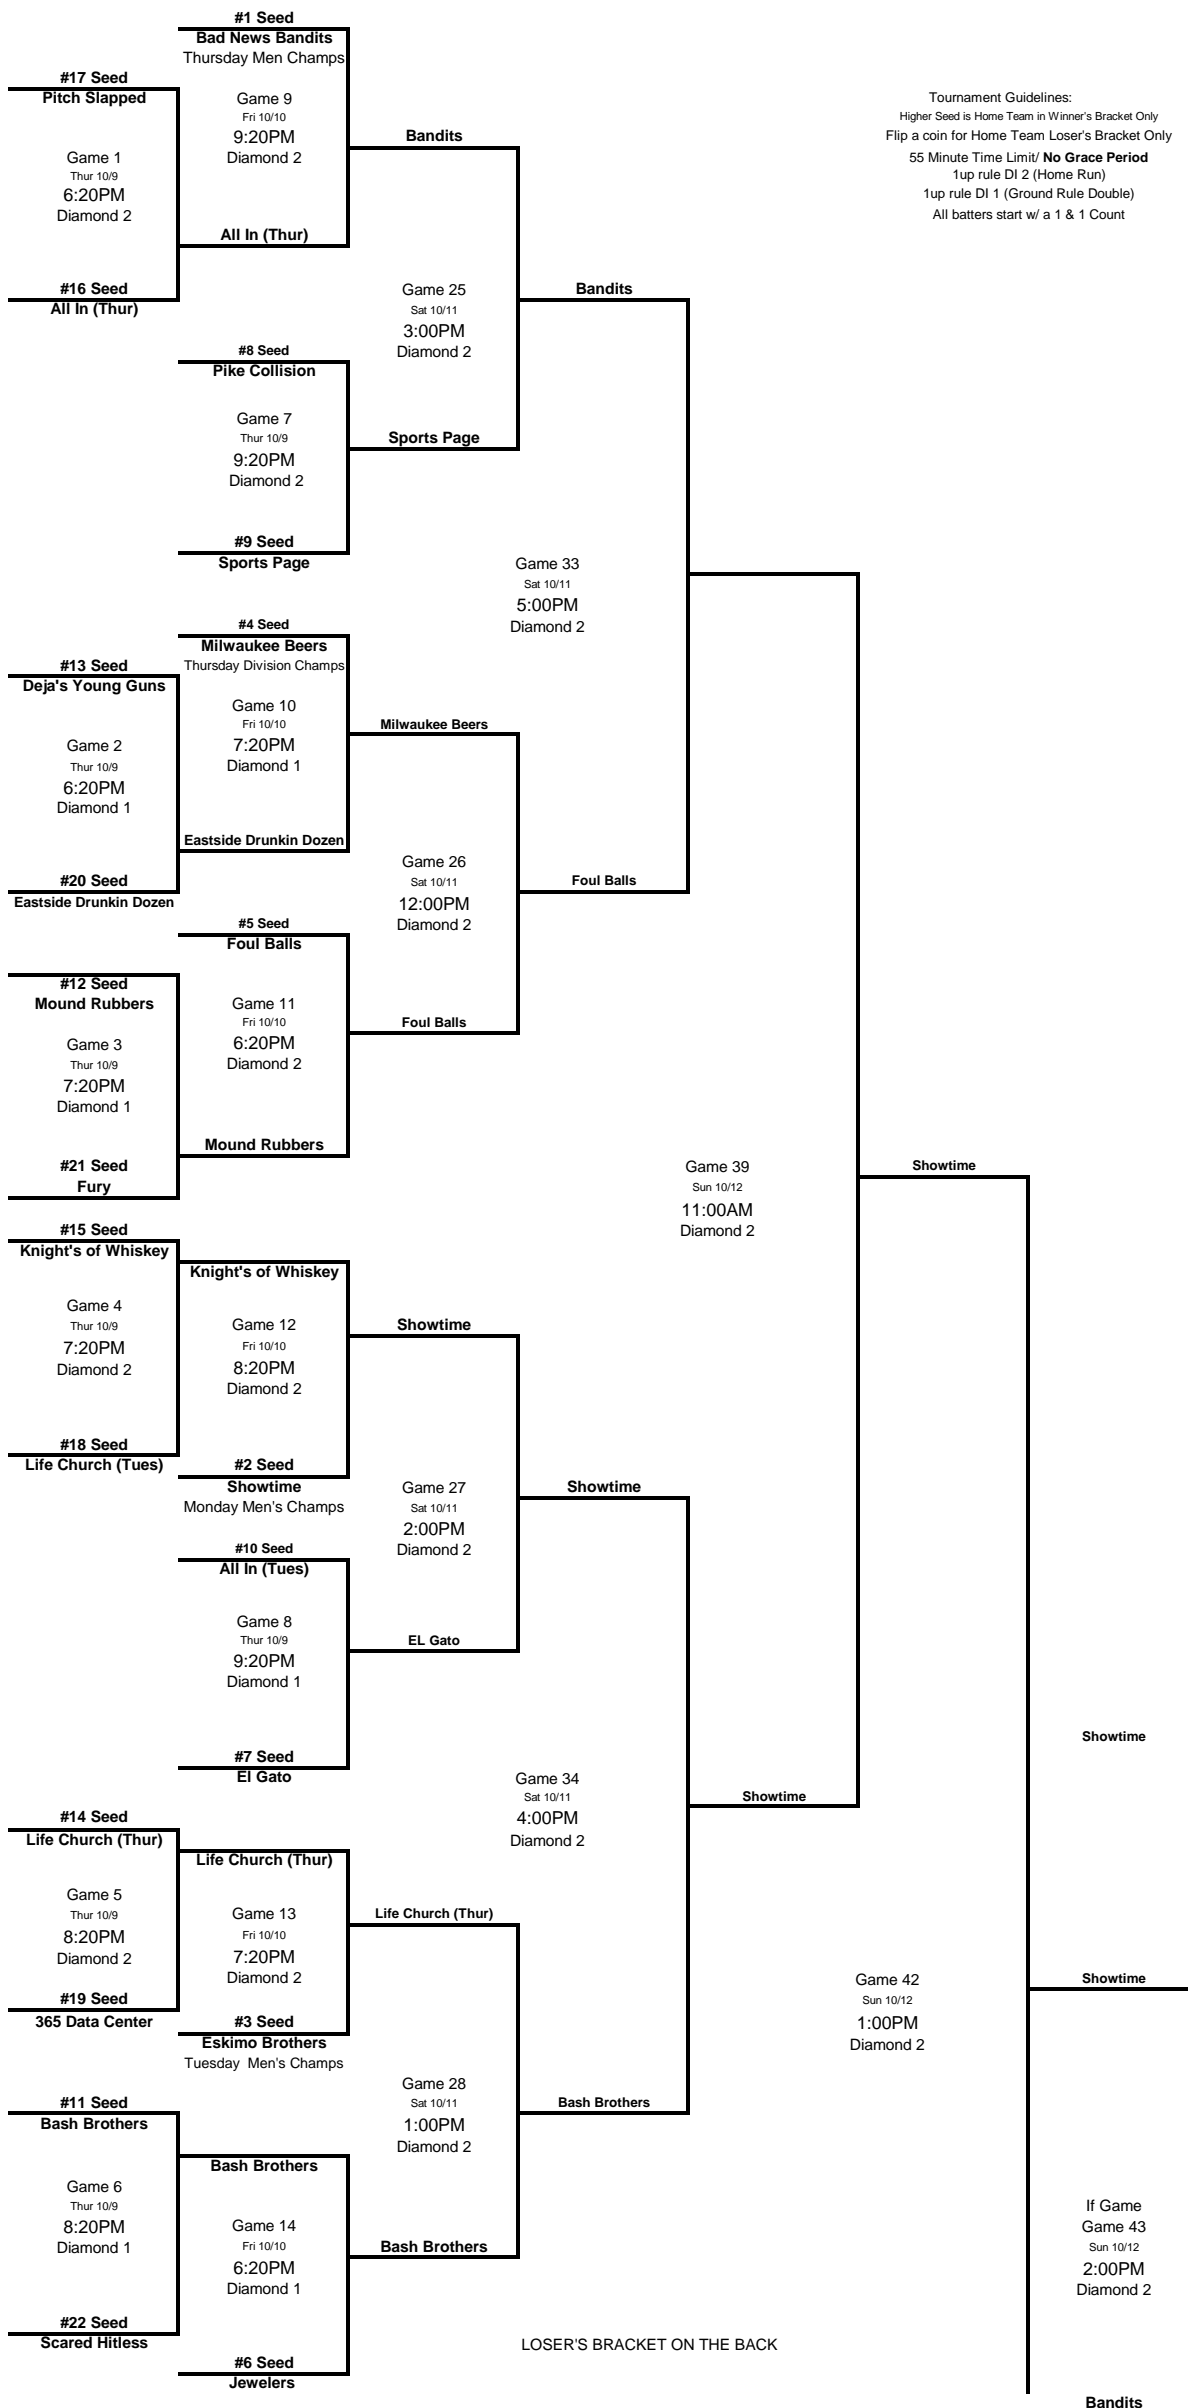 #1 Seed
Bad News Bandits
Thursday Men Champs
#17 Seed
Pitch Slapped
Game 9
Fri 10/10
9:20PM
Diamond 2
Tournament Guidelines:
Higher Seed is Home Team in Winner's Bracket Only
Flip a coin for Home Team Loser's Bracket Only
55 Minute Time Limit/ No Grace Period
1up rule DI 2 (Home Run)
1up rule DI 1 (Ground Rule Double)
All batters start w/ a 1 & 1 Count
Bandits
Game 1
Thur 10/9
6:20PM
Diamond 2
All In (Thur)
#16 Seed
All In (Thur)
Game 25
Sat 10/11
3:00PM
Diamond 2
Bandits
#8 Seed
Pike Collision
Game 7
Thur 10/9
9:20PM
Diamond 2
Sports Page
#9 Seed
Sports Page
Game 33
Sat 10/11
5:00PM
Diamond 2
#4 Seed
Milwaukee Beers
Thursday Division Champs
#13 Seed
Deja's Young Guns
Game 10
Fri 10/10
7:20PM
Diamond 1
Milwaukee Beers
Game 2
Thur 10/9
6:20PM
Diamond 1
Eastside Drunkin Dozen
#20 Seed
Eastside Drunkin Dozen
Game 26
Sat 10/11
12:00PM
Diamond 2
Foul Balls
#5 Seed
Foul Balls
#12 Seed
Mound Rubbers
Game 11
Fri 10/10
6:20PM
Diamond 2
Foul Balls
Game 3
Thur 10/9
7:20PM
Diamond 1
Mound Rubbers
#21 Seed
Fury
Game 39
Sun 10/12
11:00AM
Diamond 2
Showtime
#15 Seed
Knight's of Whiskey
Knight's of Whiskey
Game 4
Thur 10/9
7:20PM
Diamond 2
Game 12
Fri 10/10
8:20PM
Diamond 2
Showtime
#18 Seed
Life Church (Tues)
#2 Seed
Showtime
Monday Men's Champs
Game 27
Sat 10/11
2:00PM
Diamond 2
Showtime
#10 Seed
All In (Tues)
Game 8
Thur 10/9
9:20PM
Diamond 1
EL Gato
#7 Seed
El Gato
Showtime
Game 34
Sat 10/11
4:00PM
Diamond 2
Showtime
#14 Seed
Life Church (Thur)
Life Church (Thur)
Game 5
Thur 10/9
8:20PM
Diamond 2
Game 13
Fri 10/10
7:20PM
Diamond 2
Life Church (Thur)
#19 Seed
365 Data Center
#3 Seed
Eskimo Brothers
Tuesday  Men's Champs
Game 42
Sun 10/12
1:00PM
Diamond 2
Showtime
Game 28
Sat 10/11
1:00PM
Diamond 2
Bash Brothers
#11 Seed
Bash Brothers
Bash Brothers
Game 6
Thur 10/9
8:20PM
Diamond 1
Game 14
Fri 10/10
6:20PM
Diamond 1
Bash Brothers
If Game
Game 43
Sun 10/12
2:00PM
Diamond 2
#22 Seed
Scared Hitless
LOSER'S BRACKET ON THE BACK
#6 Seed
Jewelers
Bandits